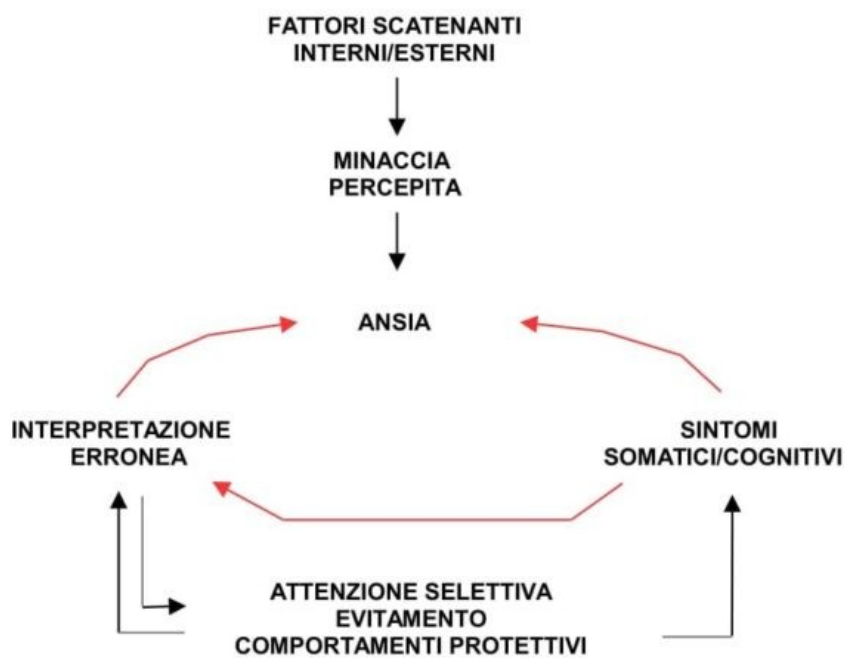 FATTORI SCATENANTI
INTERNI/ESTERNI
MINACCIA
PERCEPITA
ANSIA
INTERPRETAZIONE
ERRONEA
SINTOMI
SOMATICI/COGNITIVI
ATTENZIONE SELETTIVA
EVITAMENTO
COMPORTAMENTI PROTETTIVI